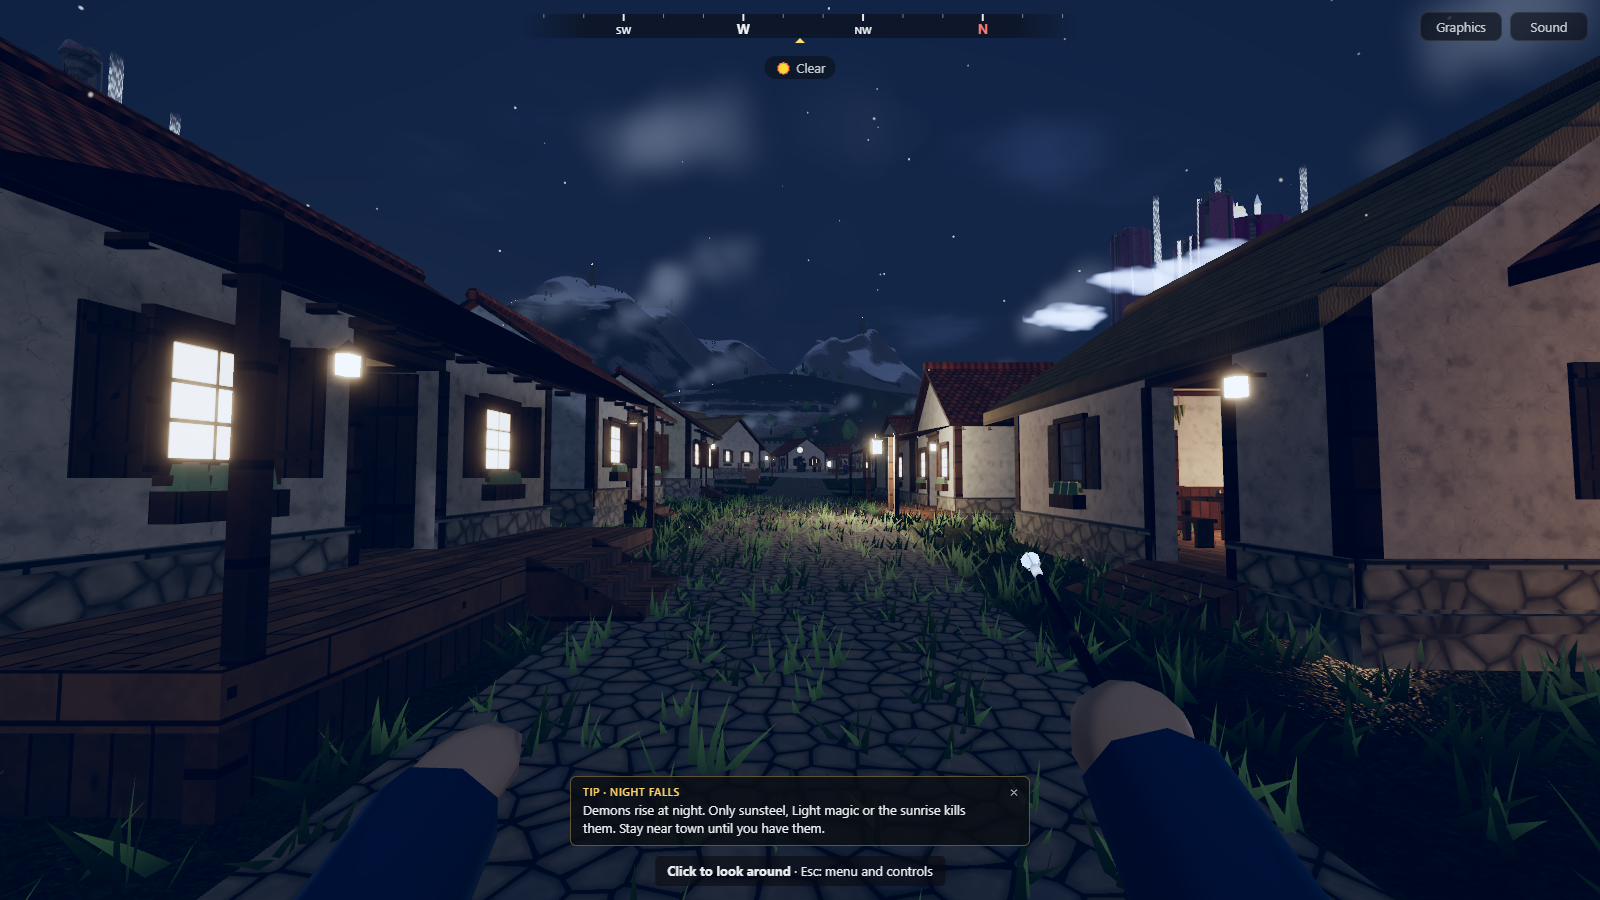 SW W NW N
Graphics Sound
Clear
TIP · NIGHT FALLS ×
Demons rise at night. Only sunsteel, Light magic or the sunrise kills
them. Stay near town until you have them.
Click to look around · Esc: menu and controls